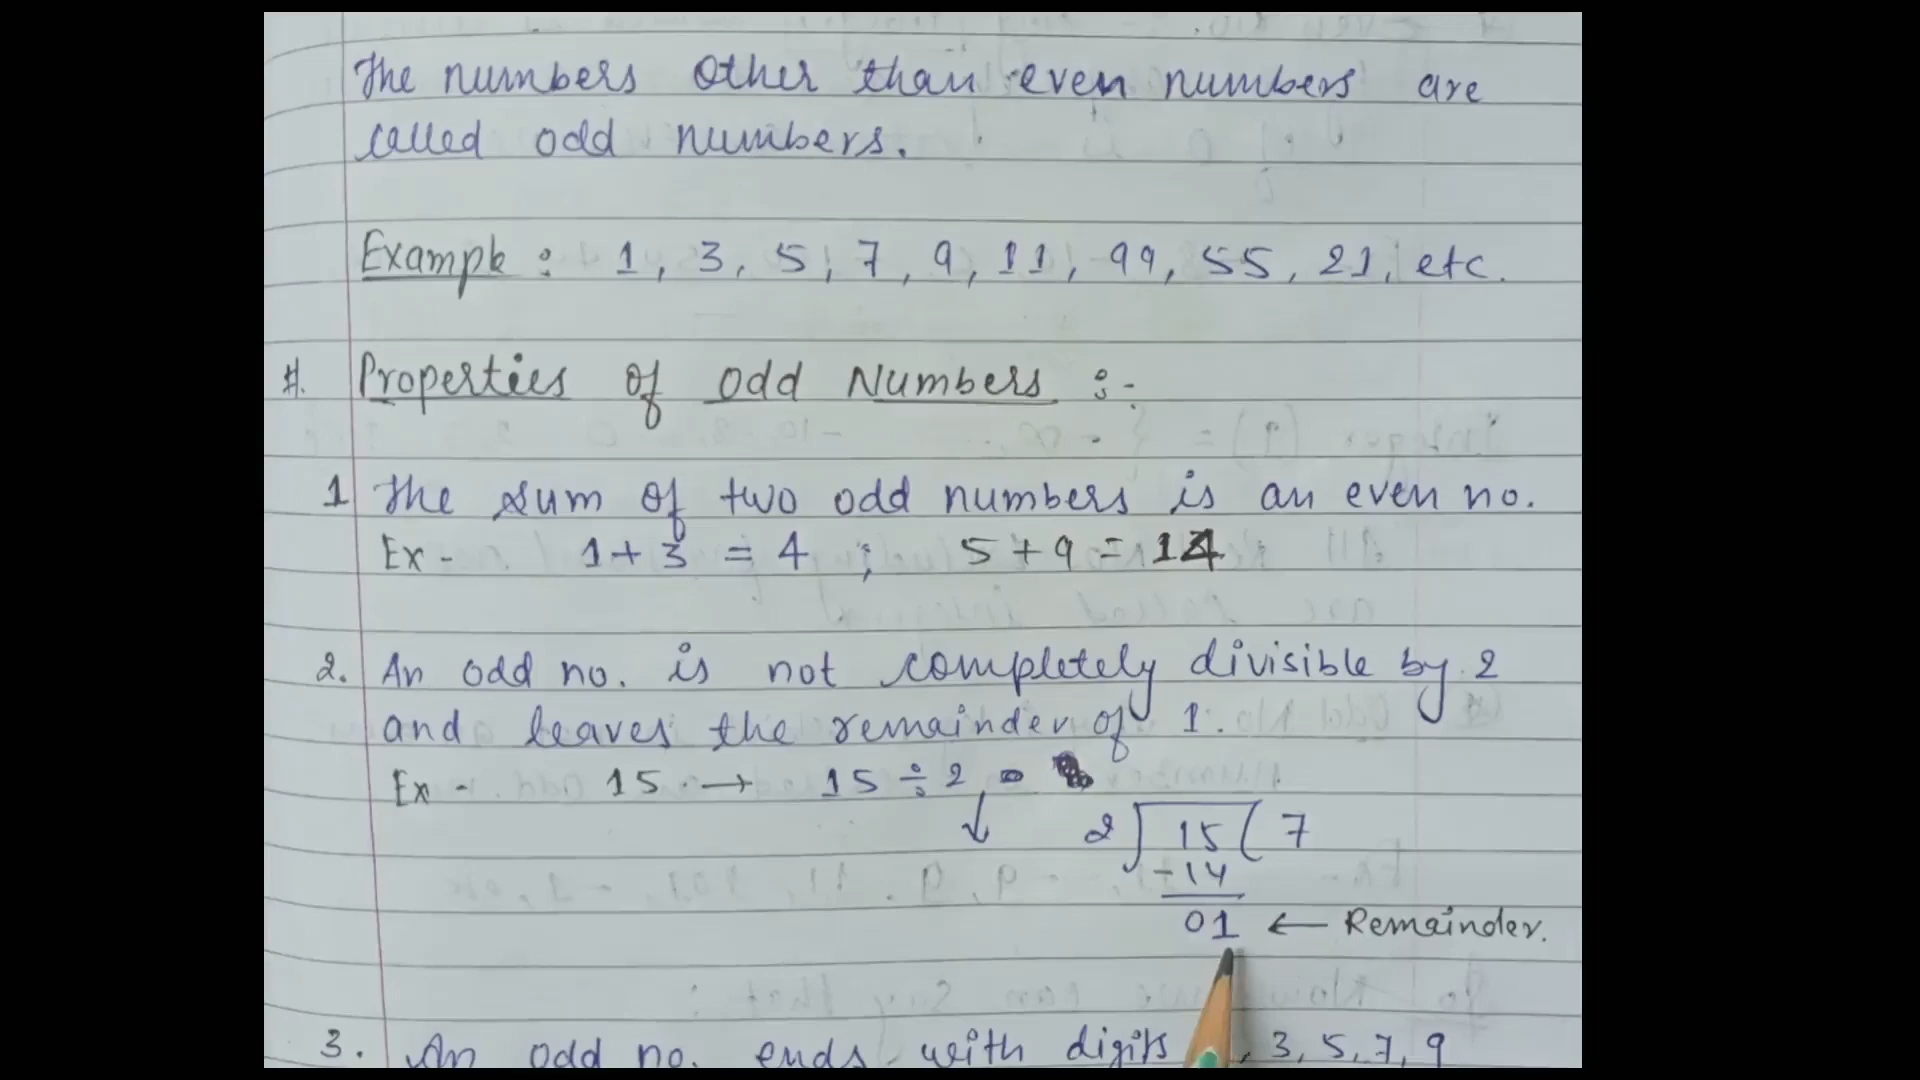 The numbers other than even numbers are
called odd numbers.
Example : 1, 3, 5, 7, 9, 11, 99, 55, 21, etc.
#. Properties of odd Numbers :-
1 The sum of two odd numbers is an even no.
Ex - 1 + 3 = 4 ; 5 + 9 = 14
2. An odd no. is not completely divisible by 2
and leaves the remainder of 1.
Ex - 15 → 15 ÷ 2 =
↓ 2 ) 15 ( 7
-14
01 ← Remainder.
3. An odd no. ends with digits , 3, 5, 7, 9